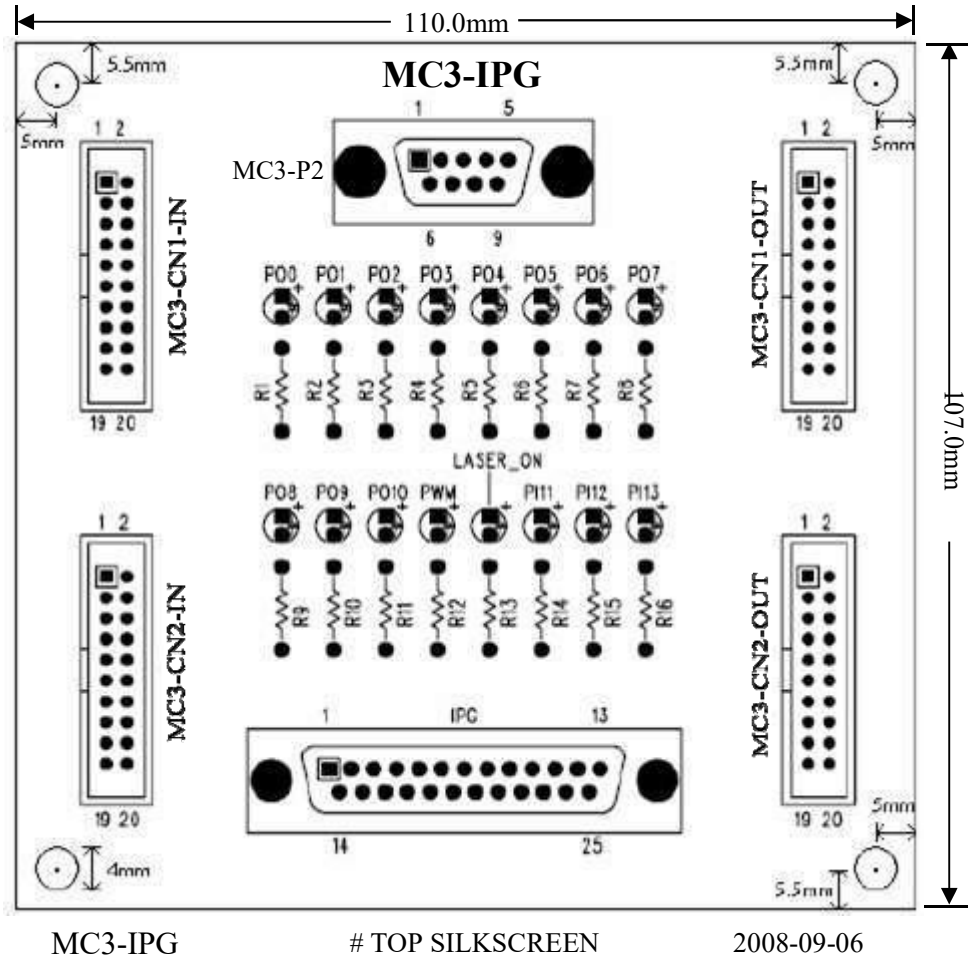 110.0mm
5.5mm
MC3-IPG
5.5mm
5mm
5mm
1 5
1 2
1 2
MC3-P2
MC3-CN1-IN
MC3-CN1-OUT
6 9
PO0 PO1 PO2 PO3 PO4 PO5 PO6 PO7
+ + + + + + + +
R1 R2 R3 R4 R5 R6 R7 R8
107.0mm
19 20
19 20
LASER_ON
PO8 PO9 PO10 PWM PI11 PI12 PI13
+ + + + + + + +
1 2
1 2
R9 R10 R11 R12 R13 R14 R15 R16
MC3-CN2-IN
MC3-CN2-OUT
1 IPG 13
19 20
19 20
5mm
14 25
4mm
5.5mm
MC3-IPG # TOP SILKSCREEN 2008-09-06